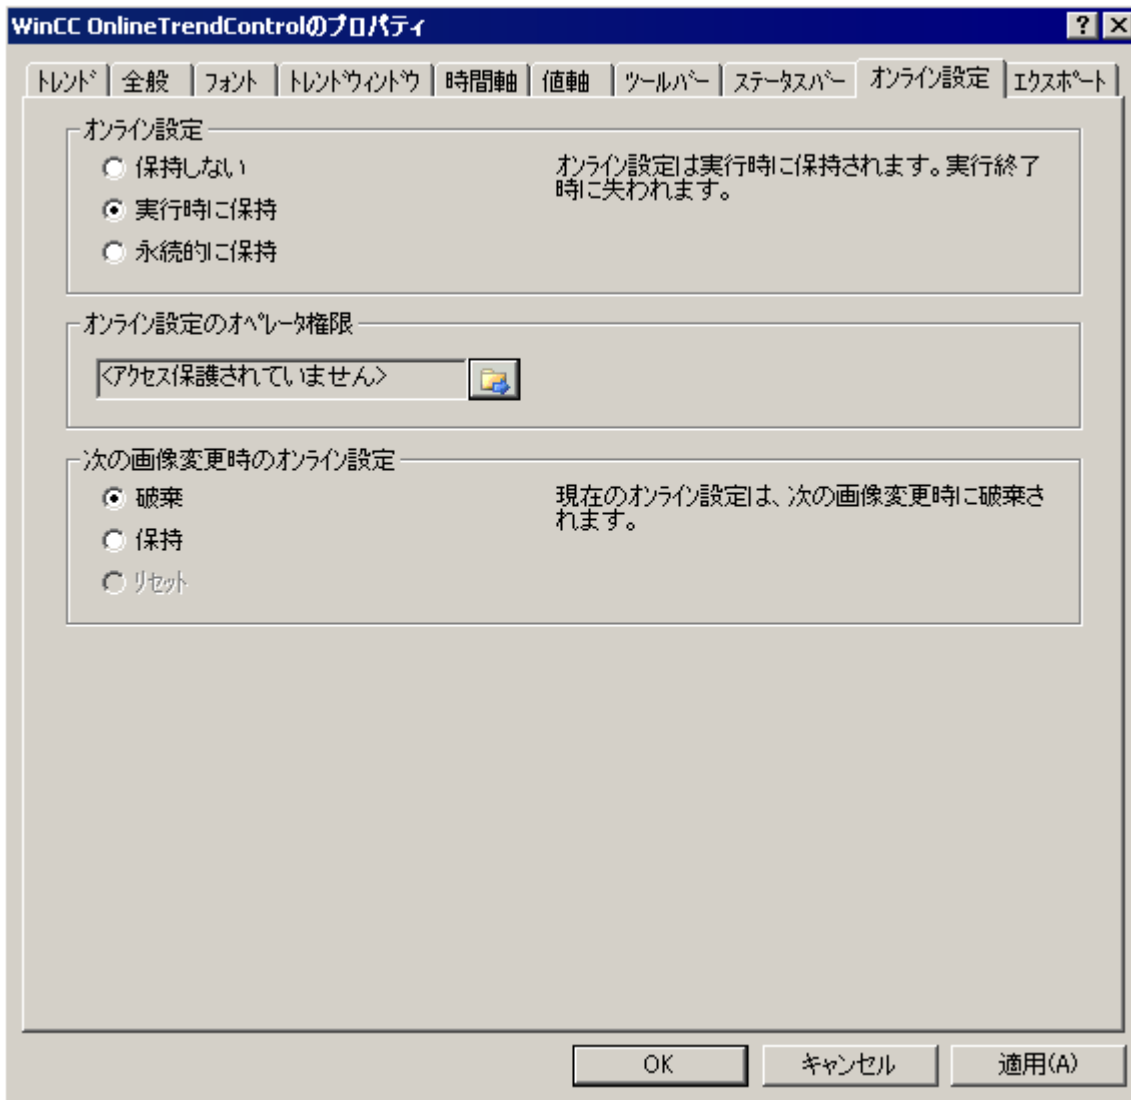 WinCC OnlineTrendControlのプロパティ
トレンド 全般 フォント トレンドウィンドウ 時間軸 値軸 ツールバー ステータスバー オンライン設定 エクスポート
オンライン設定
保持しない
実行時に保持
永続的に保持
オンライン設定は実行時に保持されます。実行終了
時に失われます。
オンライン設定のオペレータ権限
<アクセス保護されていません>
次の画像変更時のオンライン設定
破棄
保持
リセット
現在のオンライン設定は、次の画像変更時に破棄さ
れます。
OK キャンセル 適用(A)